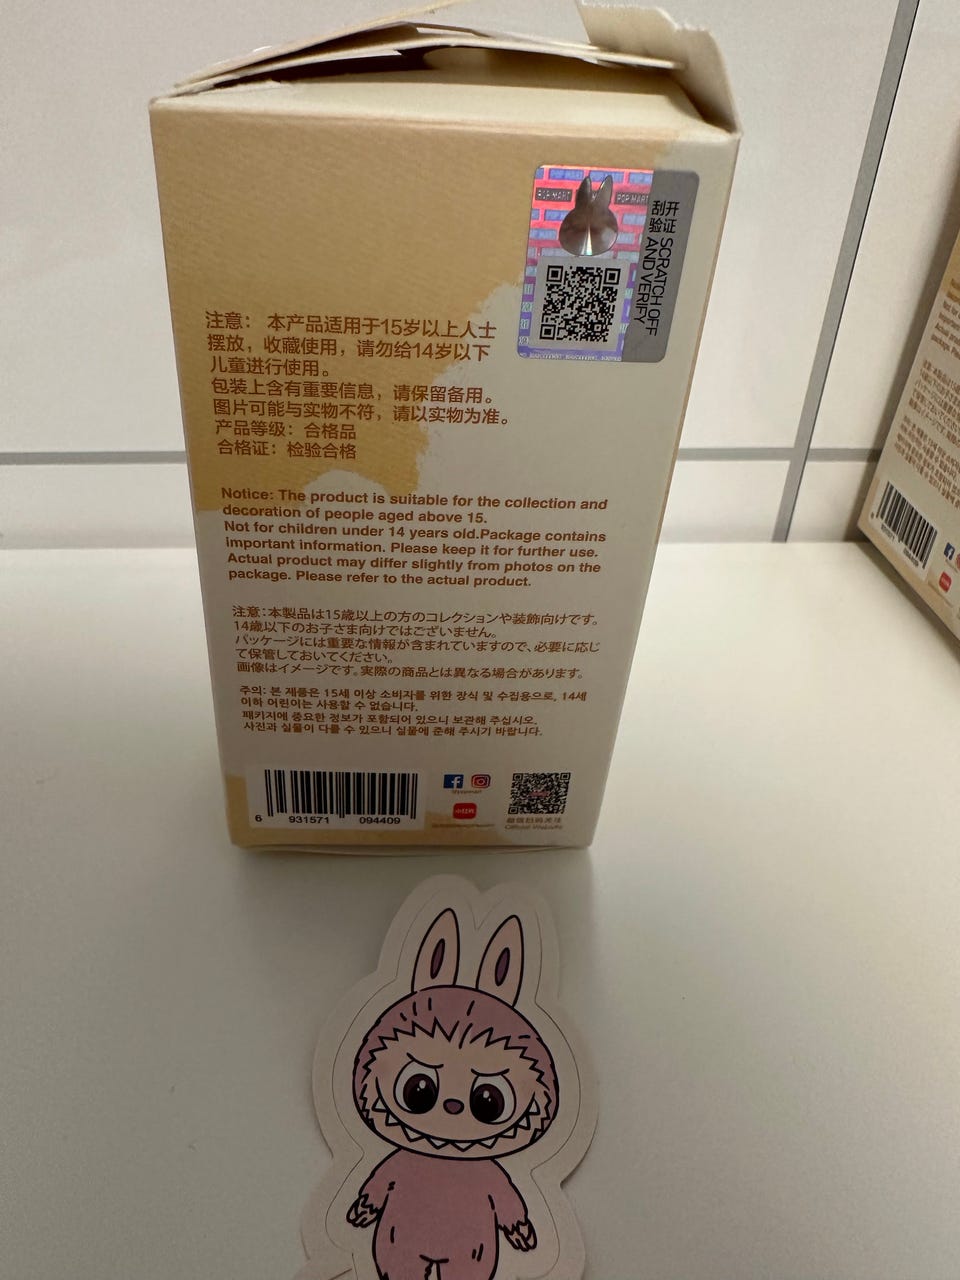 POP MART
POP MART
POP MART
刮开
验证
SCRATCH OFF
AND VERIFY
注意： 本产品适用于15岁以上人士
摆放，收藏使用，请勿给14岁以下
儿童进行使用。
包装上含有重要信息，请保留备用。
图片可能与实物不符，请以实物为准。
产品等级：合格品
合格证：检验合格
Notice: The product is suitable for the collection and
decoration of people aged above 15.
Not for children under 14 years old.Package contains
important information. Please keep it for further use.
Actual product may differ slightly from photos on the
package. Please refer to the actual product.
注意：本製品は15歳以上の方のコレクションや装飾向けです。
14歳以下のお子さま向けではございません。
パッケージには重要な情報が含まれていますので、必要に応じ
て保管しておいてください。
画像はイメージです。実際の商品とは異なる場合があります。
주의: 본 제품은 15세 이상 소비자를 위한 장식 및 수집용으로, 14세
이하 어린이는 사용할 수 없습니다.
패키지에 중요한 정보가 포함되어 있으니 보관해 주십시오.
사진과 실물이 다를 수 있으니 실물에 준해 주시기 바랍니다.
6 931571 094409
小红书
微信扫码关注
Official Website